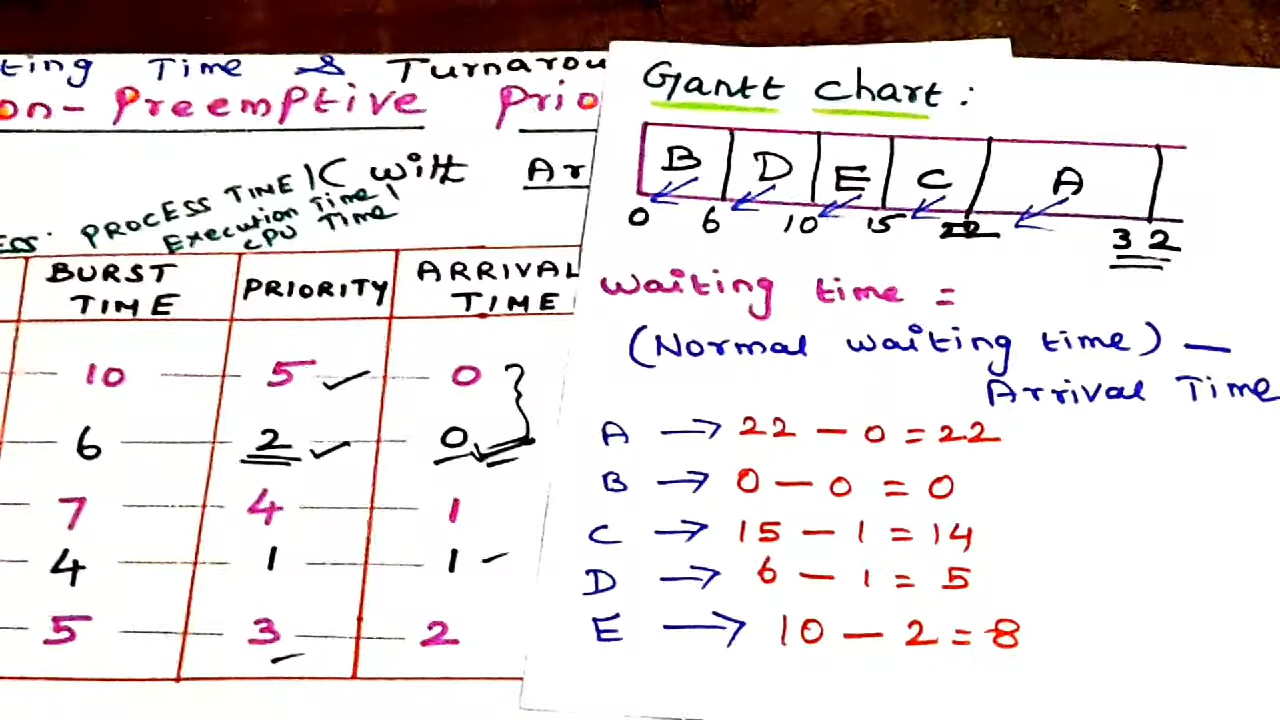 ting Time & Turnarou
on-Preemptive Prio
IC with Ar
ESS: PROCESS TIME
Execution Time /
CPU Time
BURST TIME PRIORITY ARRIVAL TIME
10 5 0
6 2 0
7 4 1
4 1 1
5 3 2
Gantt chart:
B D E C A
0 6 10 15 22 32
Waiting time =
(Normal waiting time) —
Arrival Time
A → 22 - 0 = 22
B → 0 - 0 = 0
C → 15 - 1 = 14
D → 6 - 1 = 5
E → 10 - 2 = 8